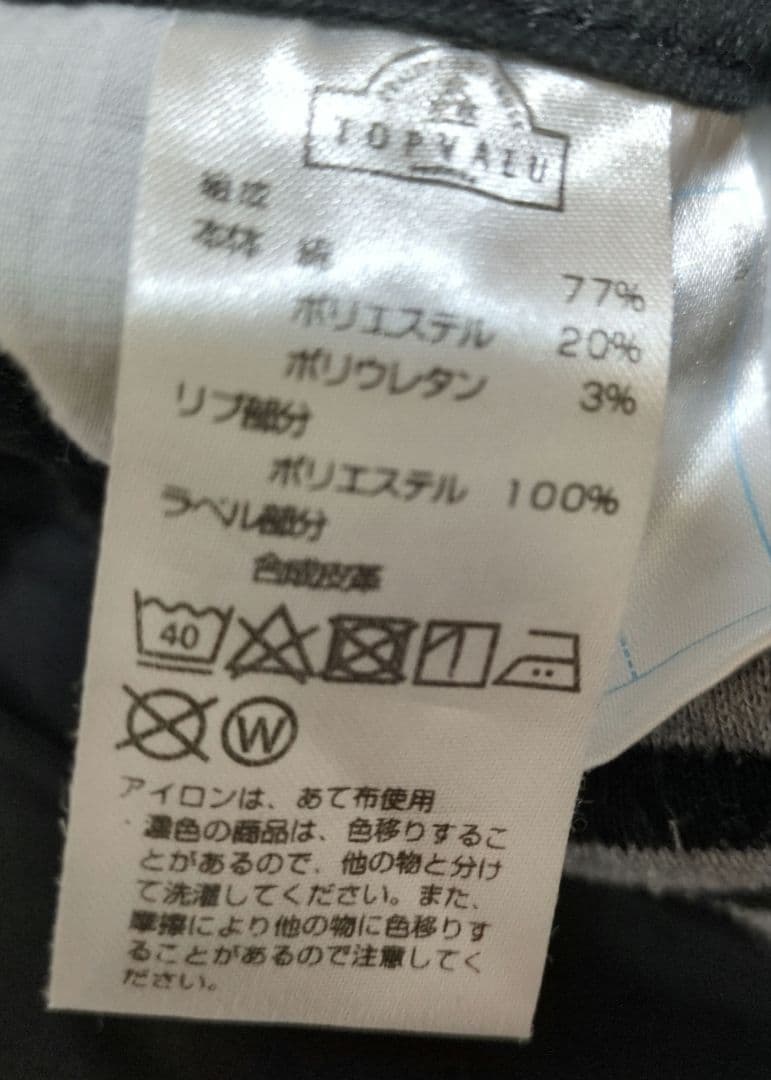 TOPVALU
組成
本体 綿 77%
ポリエステル 20%
ポリウレタン 3%
リブ部分
ポリエステル 100%
ラベル部分
合成皮革
40
W
アイロンは、あて布使用
・濃色の商品は、色移りするこ
とがあるので、他の物と分け
て洗濯してください。また、
摩擦により他の物に色移りす
ることがあるので注意してく
ださい。